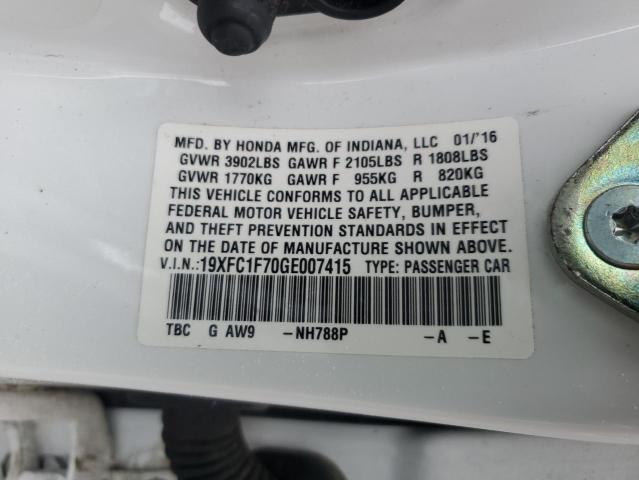 MFD. BY HONDA MFG. OF INDIANA, LLC 01/'16
GVWR 3902LBS GAWR F 2105LBS R 1808LBS
GVWR 1770KG GAWR F 955KG R 820KG
THIS VEHICLE CONFORMS TO ALL APPLICABLE
FEDERAL MOTOR VEHICLE SAFETY, BUMPER,
AND THEFT PREVENTION STANDARDS IN EFFECT
ON THE DATE OF MANUFACTURE SHOWN ABOVE.
V.I.N.:19XFC1F70GE007415 TYPE: PASSENGER CAR
TBC G AW9 -NH788P -A -E